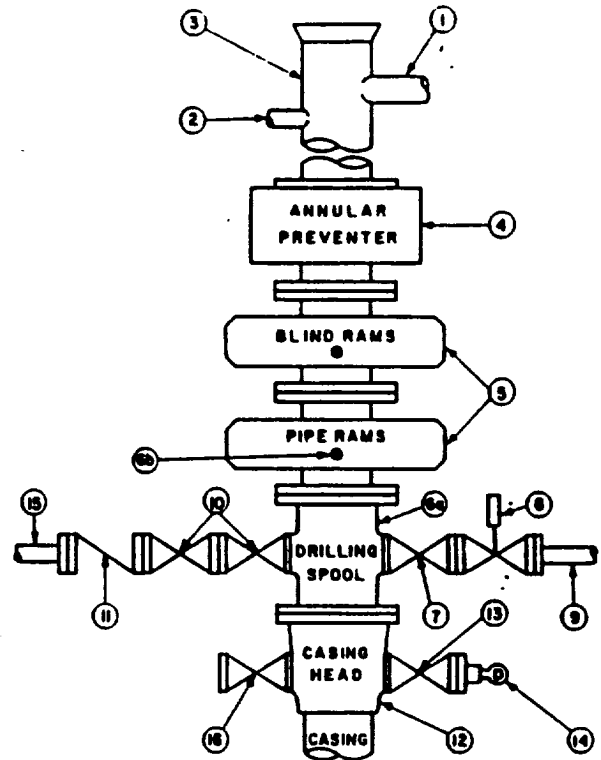 3
1
2
ANNULAR
PREVENTER
4
BLIND RAMS
5
PIPE RAMS
6b
15
10
6a
8
DRILLING
SPOOL
11
7
9
13
CASING
HEAD
16
12
14
CASING